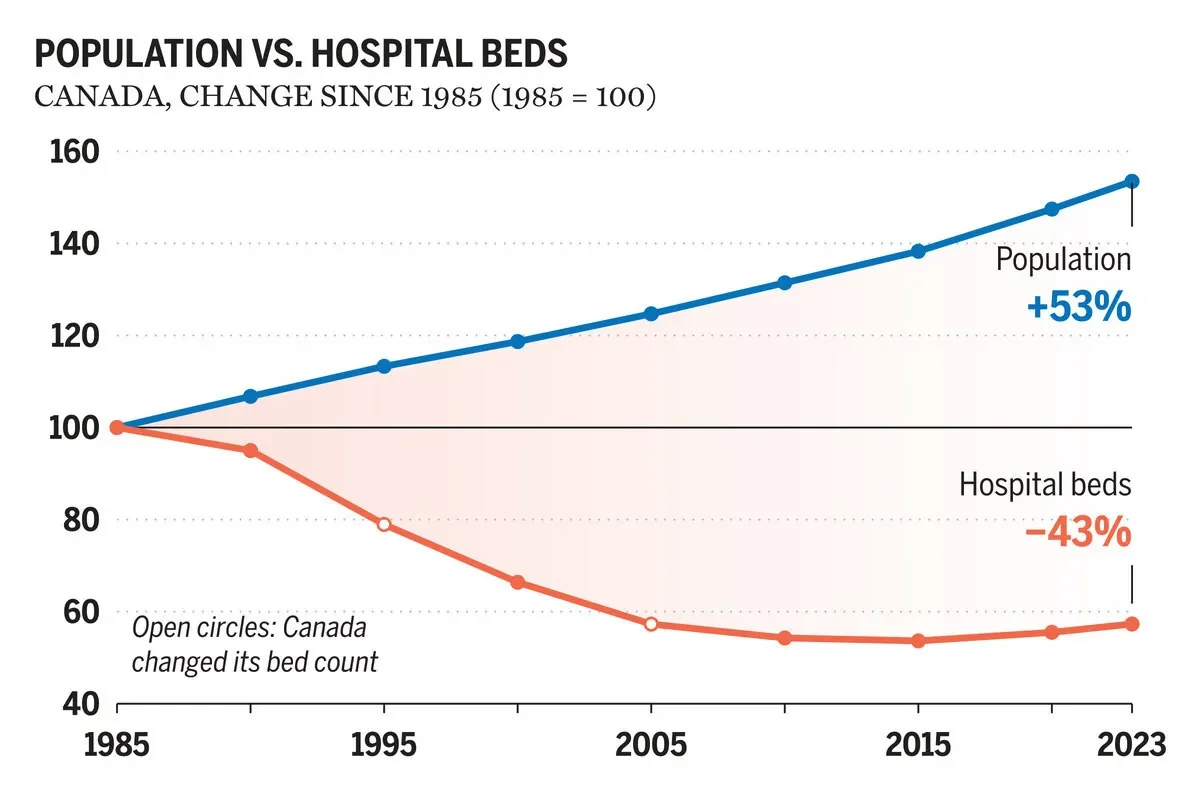 POPULATION VS. HOSPITAL BEDS
CANADA, CHANGE SINCE 1985 (1985 = 100)
160
140
Population
+53%
120
100
Hospital beds
80
−43%
60
Open circles: Canada
changed its bed count
40
1985
1995
2005
2015
2023